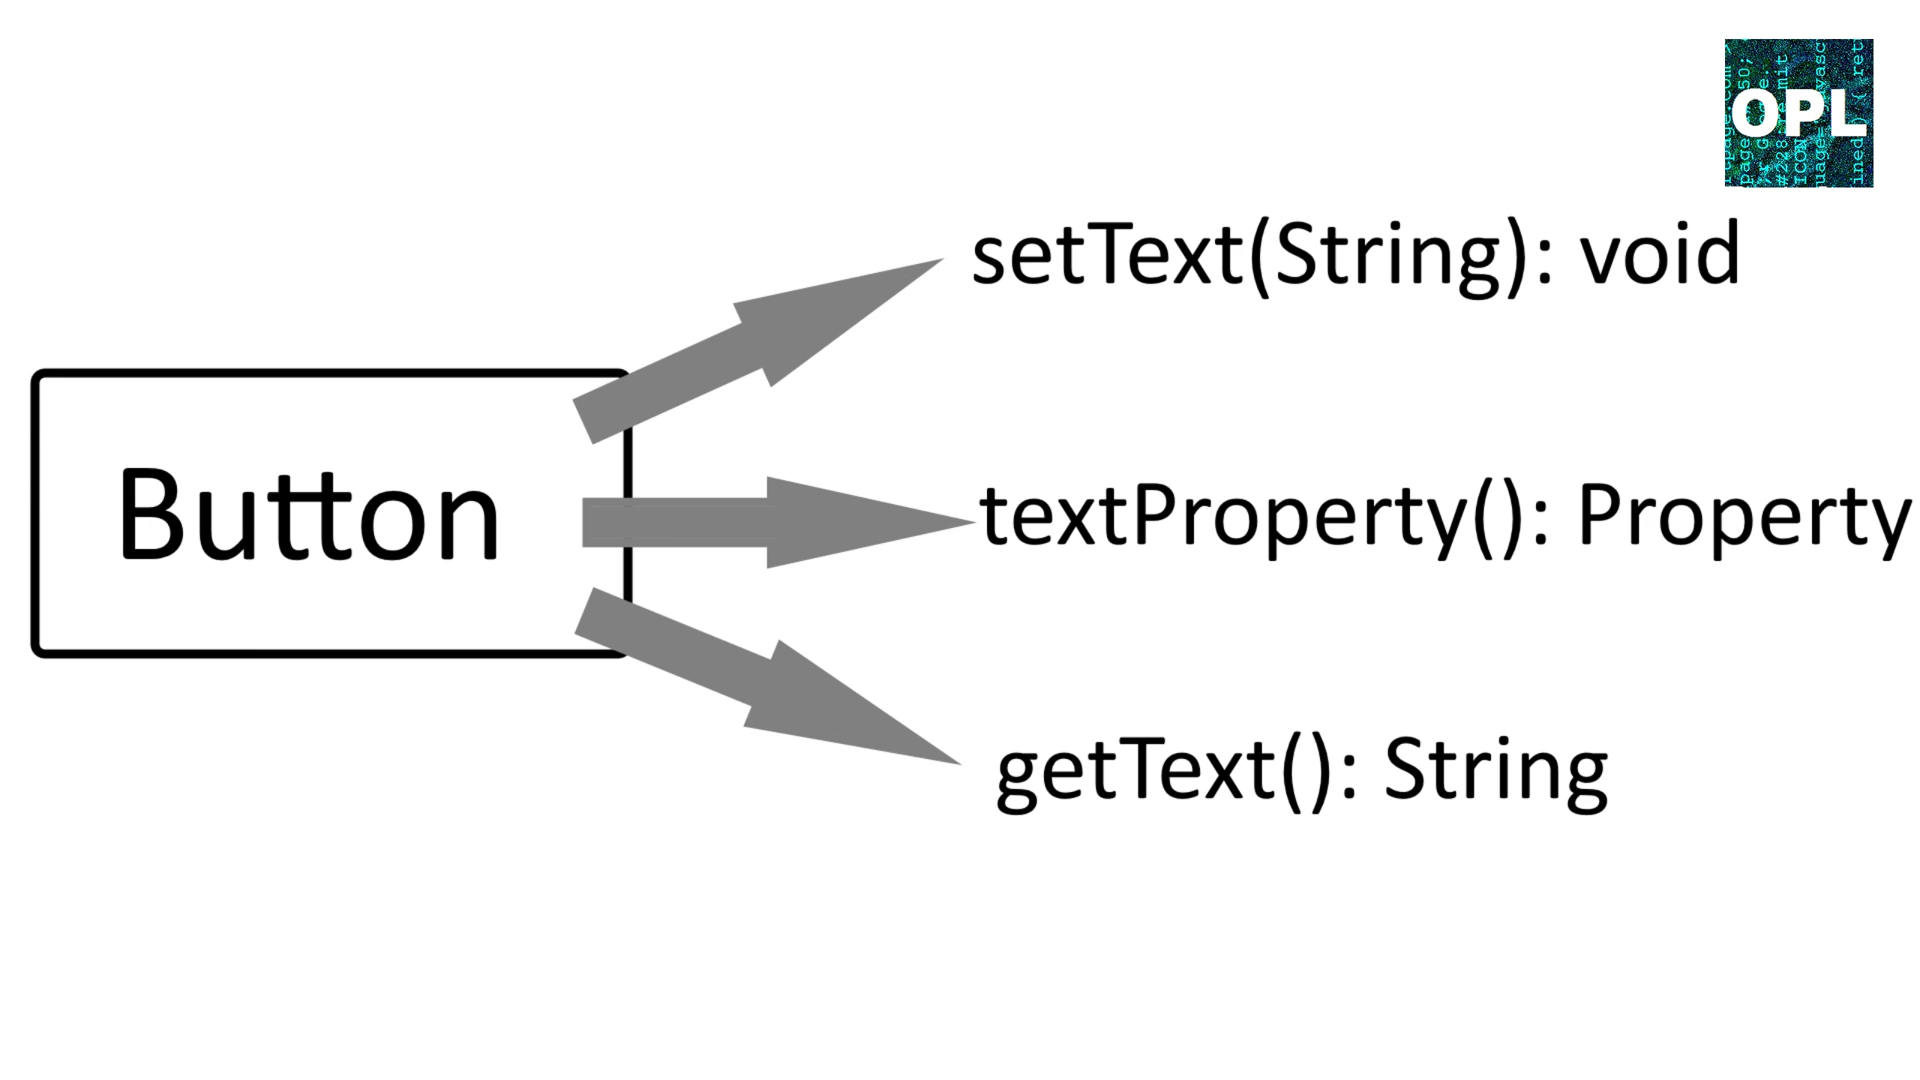 OPL
setText(String): void
Button
textProperty(): Property
getText(): String